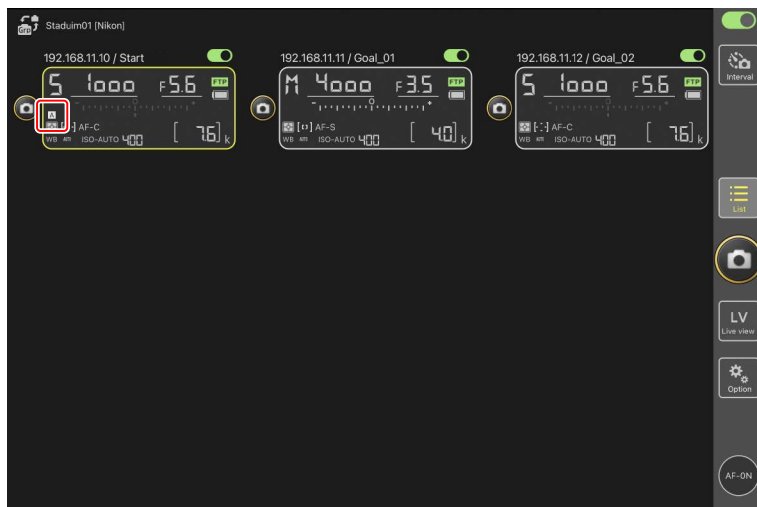 Grp Staduim01 [Nikon]
192.168.11.10 / Start
S 1000 F5.6 FTP
A
[·] AF-C
WB ISO-AUTO 400 [ 7.6] k
192.168.11.11 / Goal_01
M 4000 F3.5 FTP
AF-S
WB ISO-AUTO 400 [ 4.0] k
192.168.11.12 / Goal_02
S 1000 F5.6 FTP
AF-C
WB ISO-AUTO 400 [ 7.6] k
Interval
List
LV
Live view
Option
AF-ON